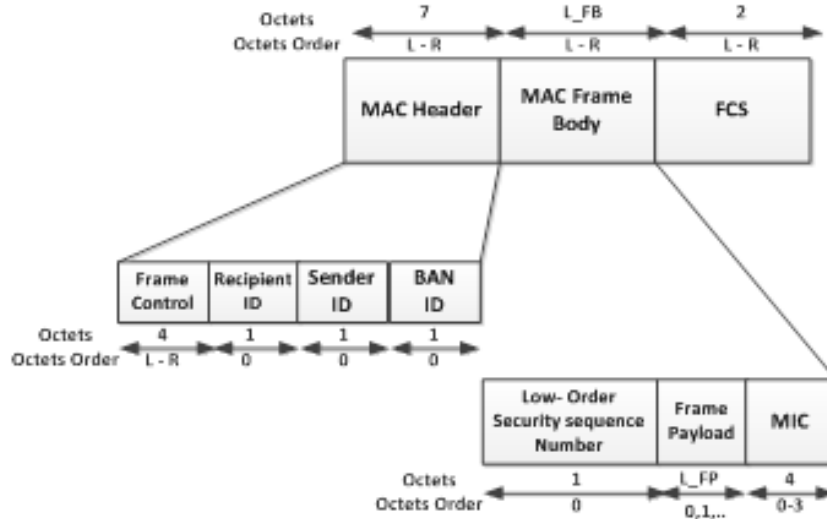 Octets 7 L_FB 2
Octets Order L - R L - R L - R
MAC Header MAC Frame Body FCS
Frame Control Recipient ID Sender ID BAN ID
Octets 4 1 1 1
Octets Order L - R 0 0 0
Low- Order Security sequence Number Frame Payload MIC
Octets 1 L_FP 4
Octets Order 0 0,1,.. 0-3